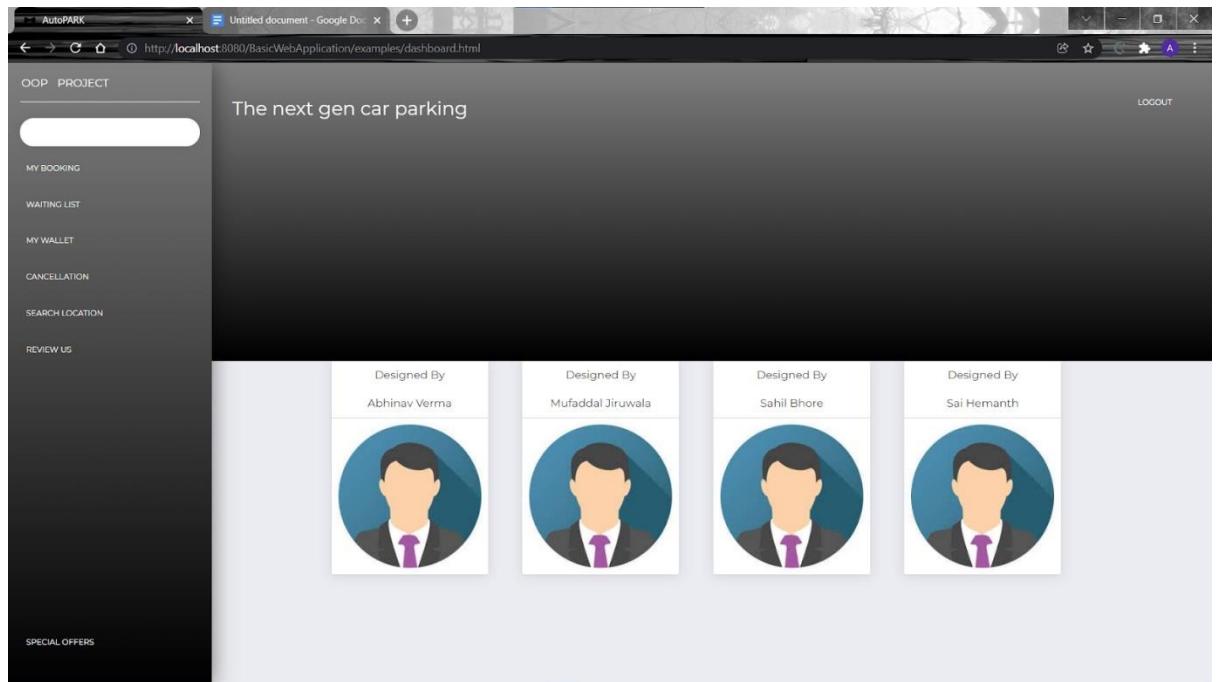 AutoPARK
Untitled document - Google Doc
http://localhost:8080/BasicWebApplication/examples/dashboard.html
A
OOP PROJECT
The next gen car parking
LOGOUT
MY BOOKING
WAITING LIST
MY WALLET
CANCELLATION
SEARCH LOCATION
REVIEW US
Designed By
Abhinav Verma
Designed By
Mufaddal Jiruwala
Designed By
Sahil Bhore
Designed By
Sai Hemanth
SPECIAL OFFERS